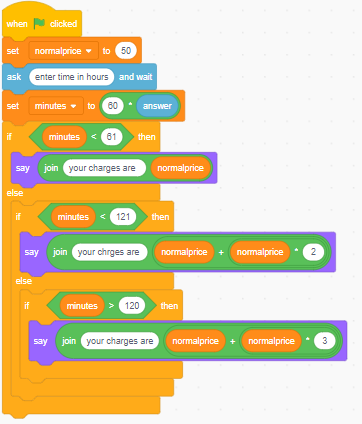 when clicked
set normalprice to 50
ask enter time in hours and wait
set minutes to 60 * answer
if minutes < 61 then
say join your charges are normalprice
else
if minutes < 121 then
say join your chrges are normalprice + normalprice * 2
else
if minutes > 120 then
say join your charges are normalprice + normalprice * 3